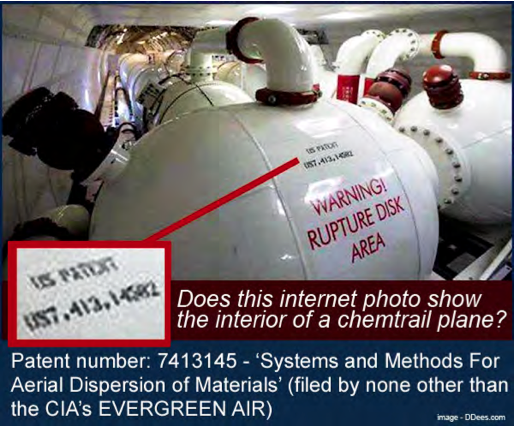 US PATENT
US7,413,145B2
WARNING!
RUPTURE DISK
AREA
US PATENT
US7,413,145B2
Does this internet photo show
the interior of a chemtrail plane?
Patent number: 7413145 - ‘Systems and Methods For
Aerial Dispersion of Materials’ (filed by none other than
the CIA’s EVERGREEN AIR)
image - DDees.com